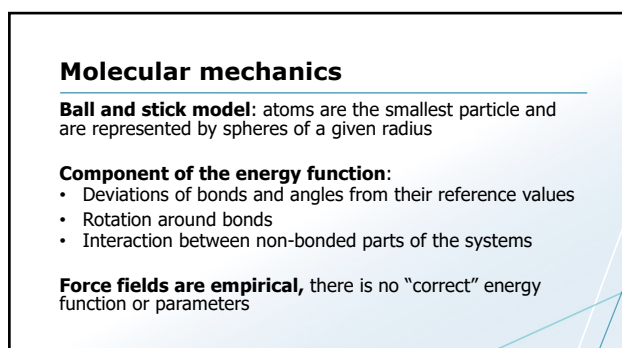 Molecular mechanics
Ball and stick model: atoms are the smallest particle and
are represented by spheres of a given radius
Component of the energy function:
• Deviations of bonds and angles from their reference values
• Rotation around bonds
• Interaction between non-bonded parts of the systems
Force fields are empirical, there is no “correct” energy
function or parameters